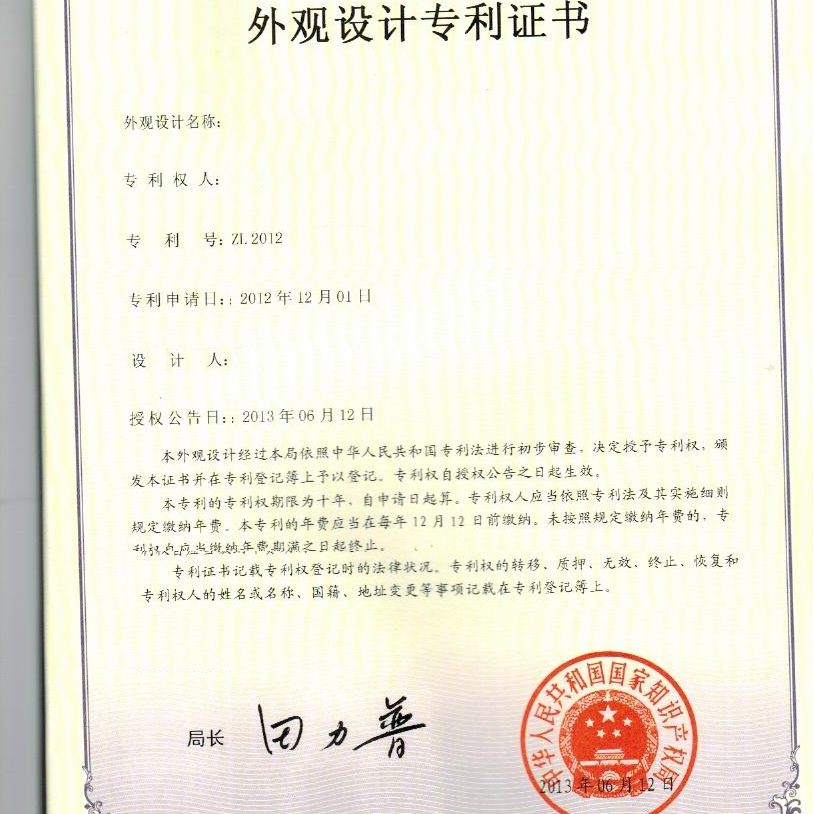 外观设计专利证书
外观设计名称:
专 利 权 人:
专 利 号: ZL 2012
专利申请日:: 2012 年 12 月 01 日
设 计 人:
授权公告日:: 2013 年 06 月 12 日
本外观设计经过本局依照中华人民共和国专利法进行初步审查，决定授予专利权，颁
发本证书并在专利登记簿上予以登记。专利权自授权公告之日起生效。
本专利的专利权期限为十年，自申请日起算。专利权人应当依照专利法及其实施细则
规定缴纳年费。本专利的年费应当在每年 12 月 12 日前缴纳。未按照规定缴纳年费的，专
利权自应当缴纳年费期满之日起终止。
专利证书记载专利权登记时的法律状况。专利权的转移、质押、无效、终止、恢复和
专利权人的姓名或名称、国籍、地址变更等事项记载在专利登记簿上。
局长 田力普
中华人民共和国国家知识产权局
2013 年 06 月 12 日